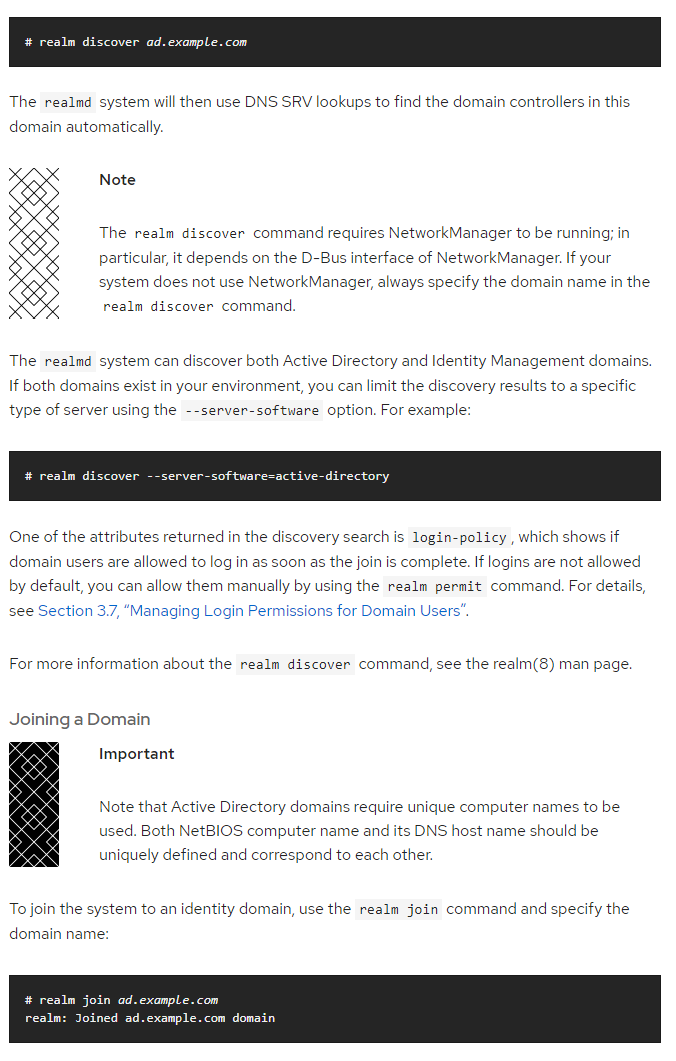 # realm discover ad.example.com
The realmd system will then use DNS SRV lookups to find the domain controllers in this
domain automatically.
Note
The realm discover command requires NetworkManager to be running; in
particular, it depends on the D-Bus interface of NetworkManager. If your
system does not use NetworkManager, always specify the domain name in the
realm discover command.
The realmd system can discover both Active Directory and Identity Management domains.
If both domains exist in your environment, you can limit the discovery results to a specific
type of server using the --server-software option. For example:
# realm discover --server-software=active-directory
One of the attributes returned in the discovery search is login-policy, which shows if
domain users are allowed to log in as soon as the join is complete. If logins are not allowed
by default, you can allow them manually by using the realm permit command. For details,
see Section 3.7, “Managing Login Permissions for Domain Users”.
For more information about the realm discover command, see the realm(8) man page.
Joining a Domain
Important
Note that Active Directory domains require unique computer names to be
used. Both NetBIOS computer name and its DNS host name should be
uniquely defined and correspond to each other.
To join the system to an identity domain, use the realm join command and specify the
domain name:
# realm join ad.example.com
realm: Joined ad.example.com domain